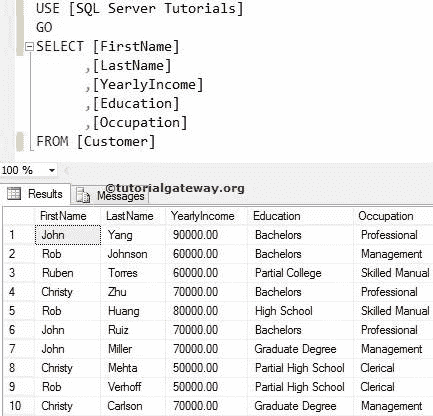 USE [SQL Server Tutorials]
GO
SELECT [FirstName]
,[LastName]
,[YearlyIncome]
,[Education]
,[Occupation]
FROM [Customer]
100 %
Results Messages ©tutorialgateway.org
FirstName LastName YearlyIncome Education Occupation
1 John Yang 90000.00 Bachelors Professional
2 Rob Johnson 60000.00 Bachelors Management
3 Ruben Torres 60000.00 Partial College Skilled Manual
4 Christy Zhu 70000.00 Bachelors Professional
5 Rob Huang 80000.00 High School Skilled Manual
6 John Ruiz 70000.00 Bachelors Professional
7 John Miller 70000.00 Graduate Degree Management
8 Christy Mehta 50000.00 Partial High School Clerical
9 Rob Verhoff 50000.00 Partial High School Clerical
10 Christy Carlson 70000.00 Graduate Degree Management